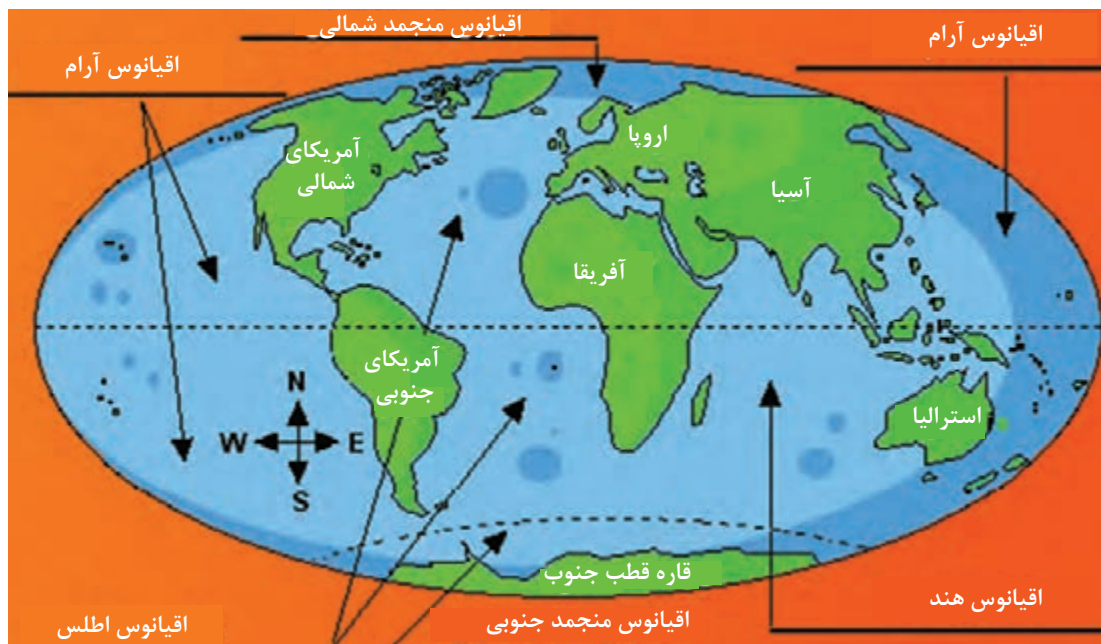 اقیانوس منجمد شمالی
اقیانوس آرام
اقیانوس آرام
اروپا
آمریکای
شمالی
آسیا
آفریقا
آمریکای
جنوبی
N
W E
S
استرالیا
قاره قطب جنوب
اقیانوس هند
اقیانوس منجمد جنوبی
اقیانوس اطلس